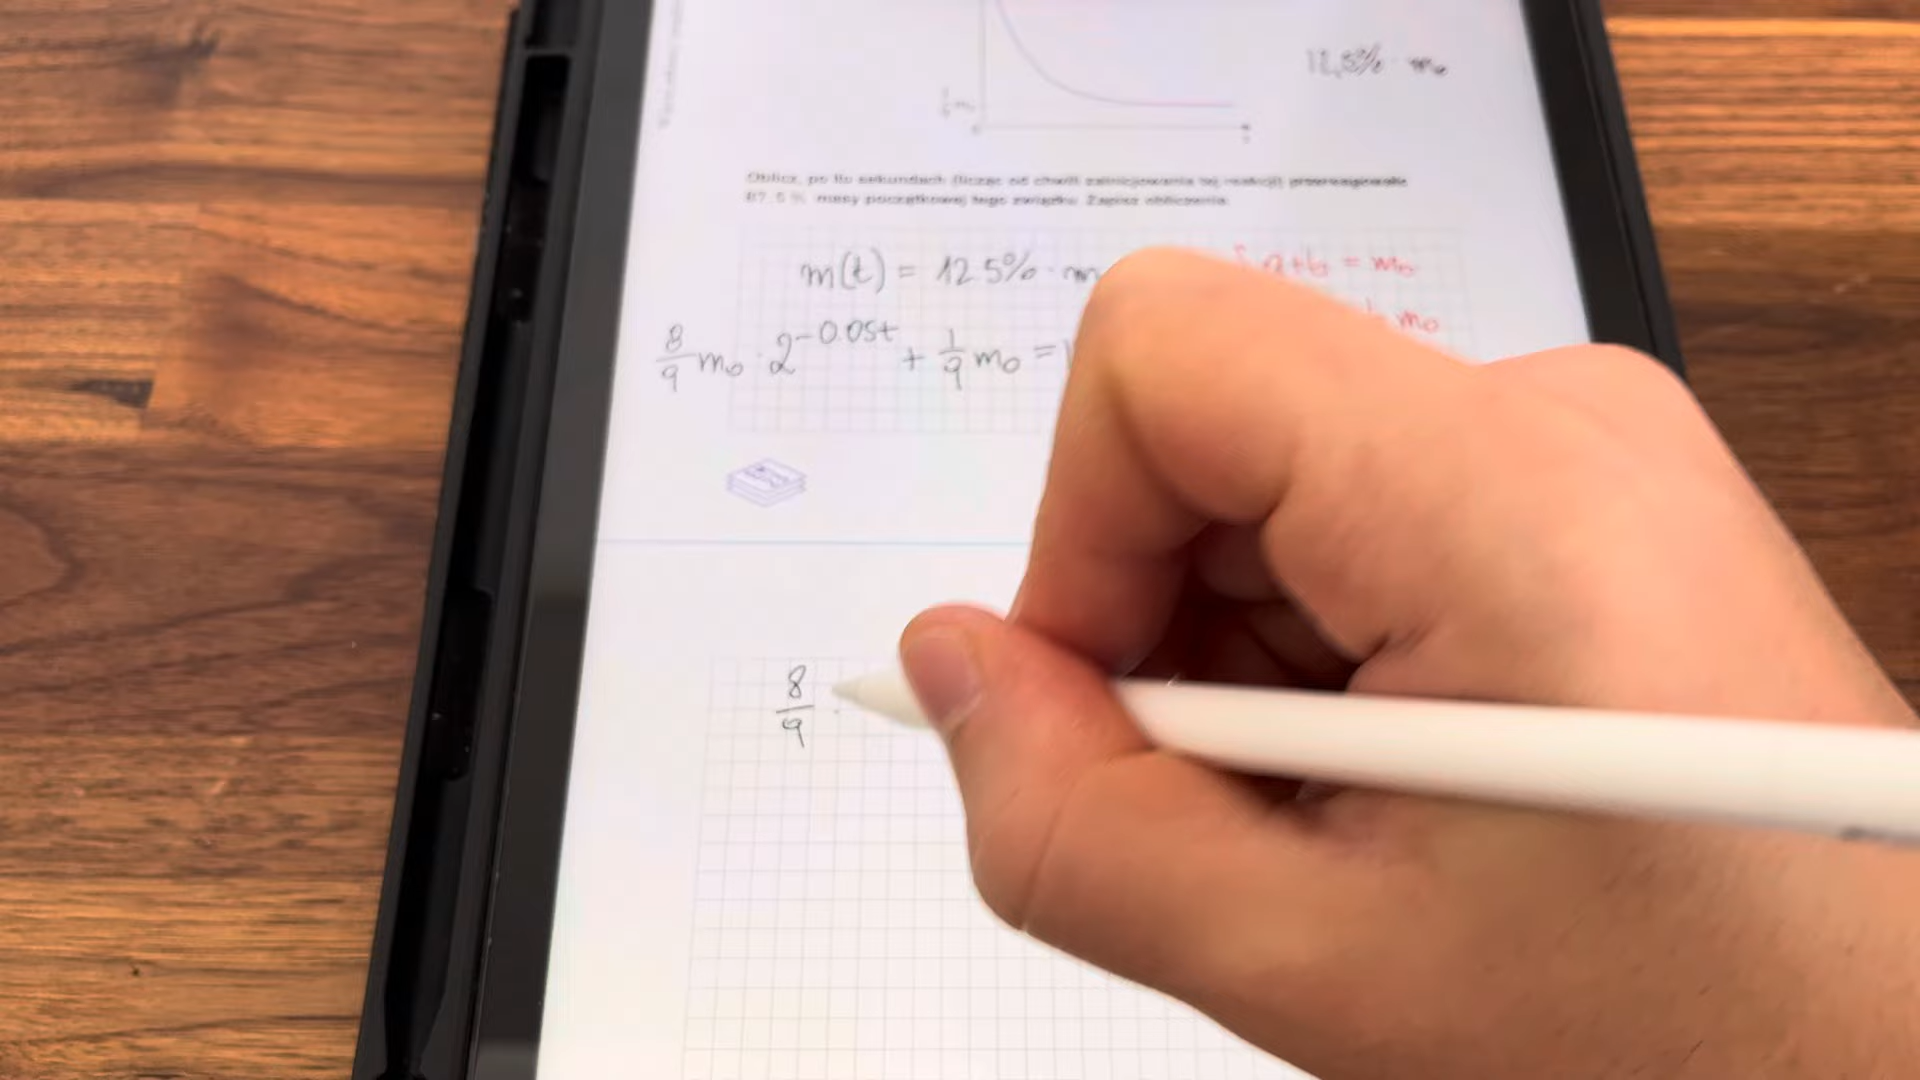 12,5% · m₀
Oblicz, po ilu sekundach (licząc od chwili zainicjowania tej reakcji) przereagowało
87,5 % masy początkowej tego związku. Zapisz obliczenia.
m(t) = 12 5% · m
a+b = m₀
m₀
8/9 m₀ · 2^-0.05t + 1/9 m₀ =
8/9 ·